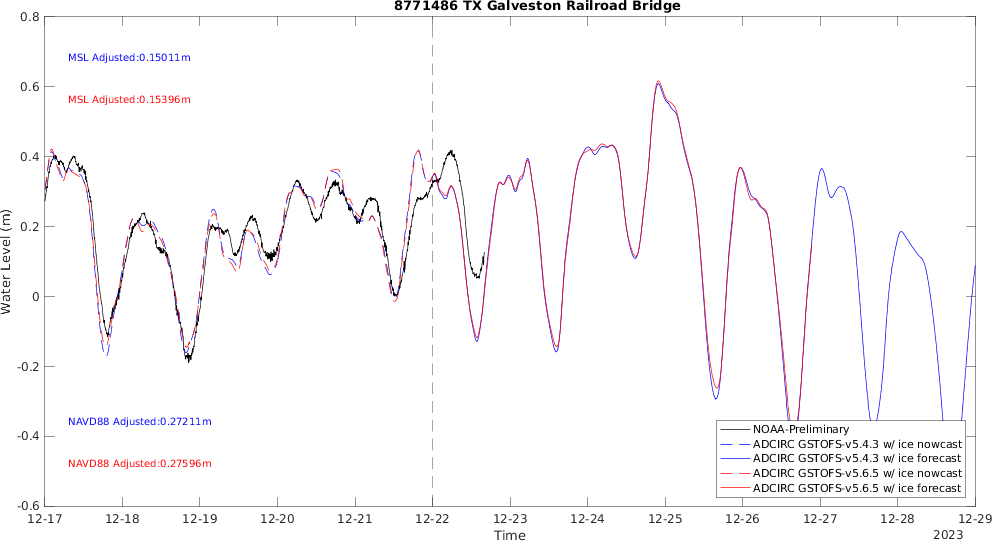 8771486 TX Galveston Railroad Bridge
0.8
0.6
0.4
0.2
0
-0.2
-0.4
-0.6
Water Level (m)
MSL Adjusted:0.15011m
MSL Adjusted:0.15396m
NAVD88 Adjusted:0.27211m
NAVD88 Adjusted:0.27596m
NOAA-Preliminary
ADCIRC GSTOFS-v5.4.3 w/ ice nowcast
ADCIRC GSTOFS-v5.4.3 w/ ice forecast
ADCIRC GSTOFS-v5.6.5 w/ ice nowcast
ADCIRC GSTOFS-v5.6.5 w/ ice forecast
12-17 12-18 12-19 12-20 12-21 12-22 12-23 12-24 12-25 12-26 12-27 12-28 12-29
Time
2023